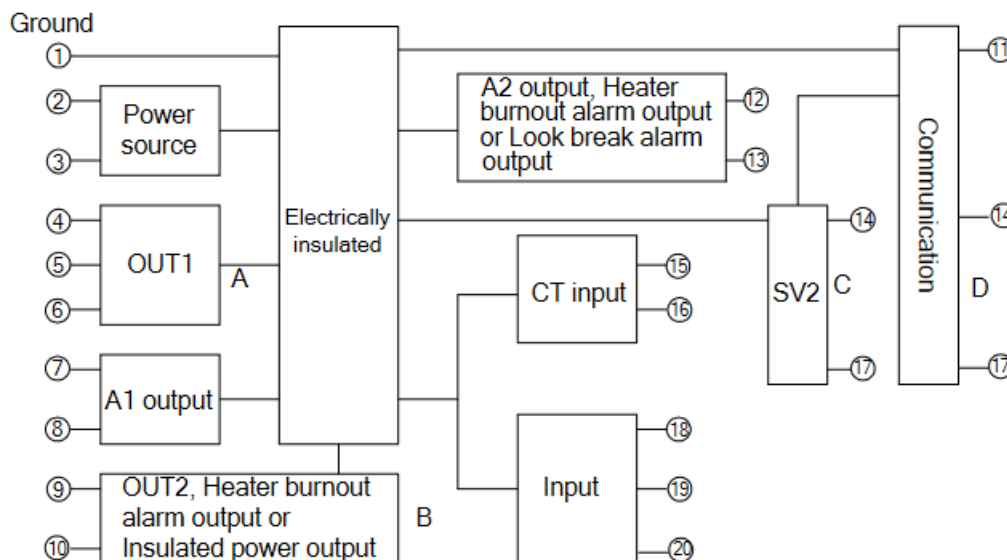 Ground
①
②
③
Power
source
④
⑤
⑥
OUT1
A
⑦
⑧
A1 output
⑨
⑩
OUT2, Heater burnout
alarm output or
Insulated power output
B
Electrically
insulated
A2 output, Heater
burnout alarm output
or Look break alarm
output
⑫
⑬
CT input
⑮
⑯
Input
⑱
⑲
⑳
SV2
⑭
C
⑰
Communication
⑪
⑭
D
⑰